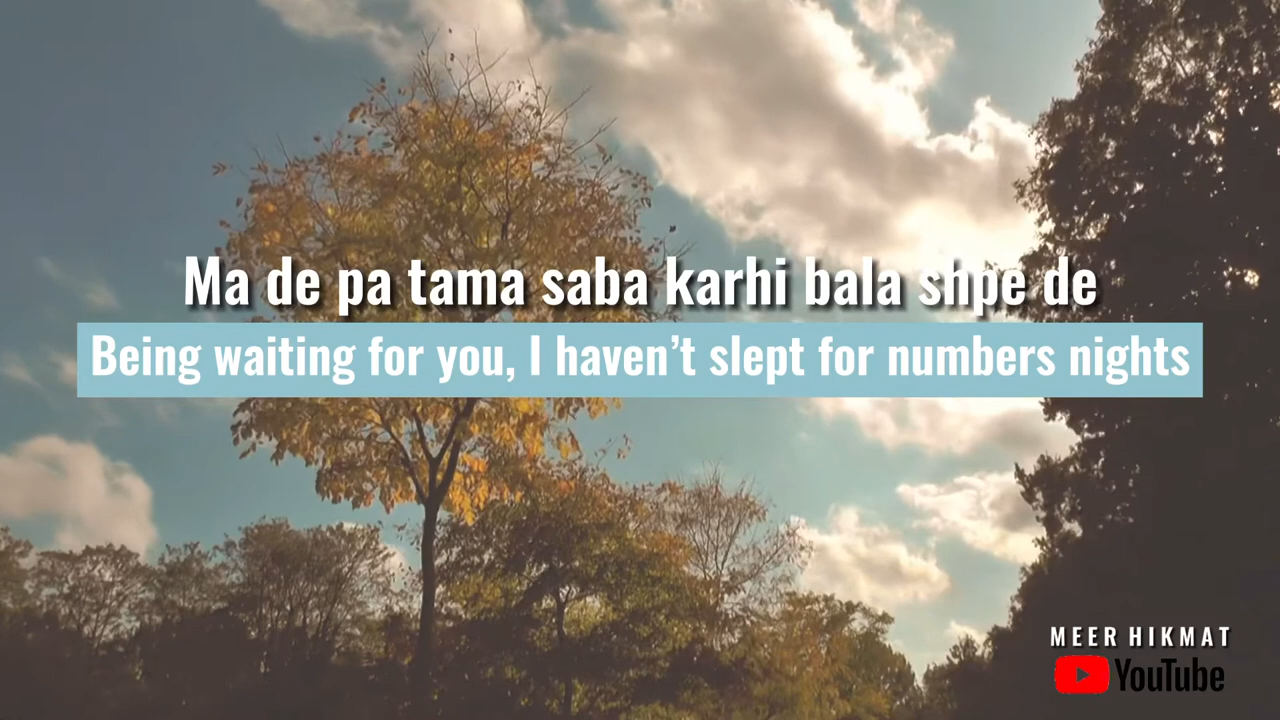 Ma de pa tama saba karhi bala shpe de
Being waiting for you, I haven’t slept for numbers nights
MEER HIKMAT
YouTube